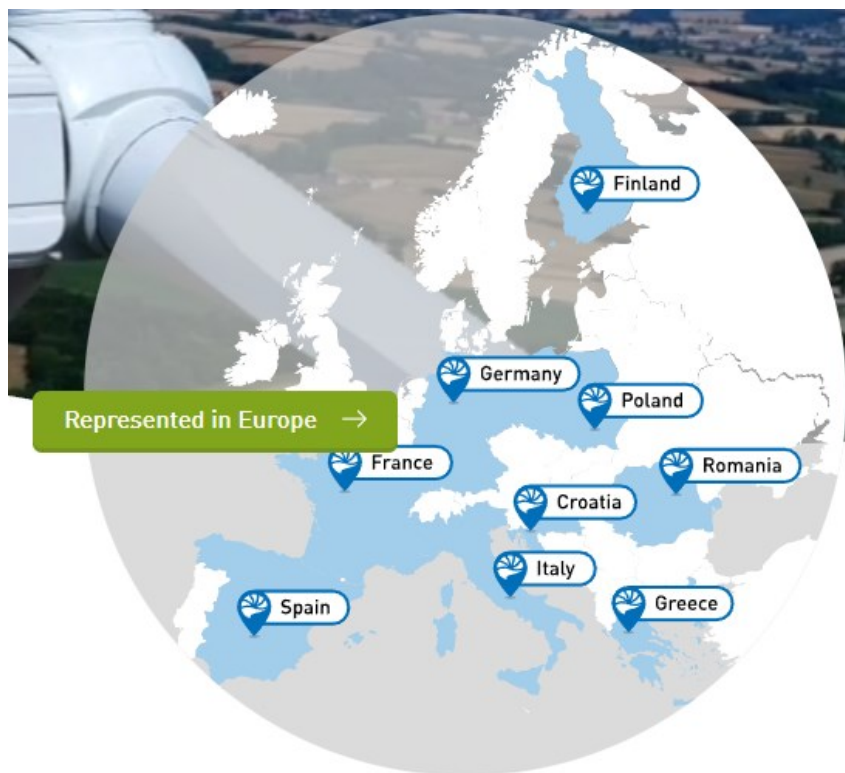 Finland
Germany
Poland
Represented in Europe →
France
Romania
Croatia
Italy
Spain
Greece